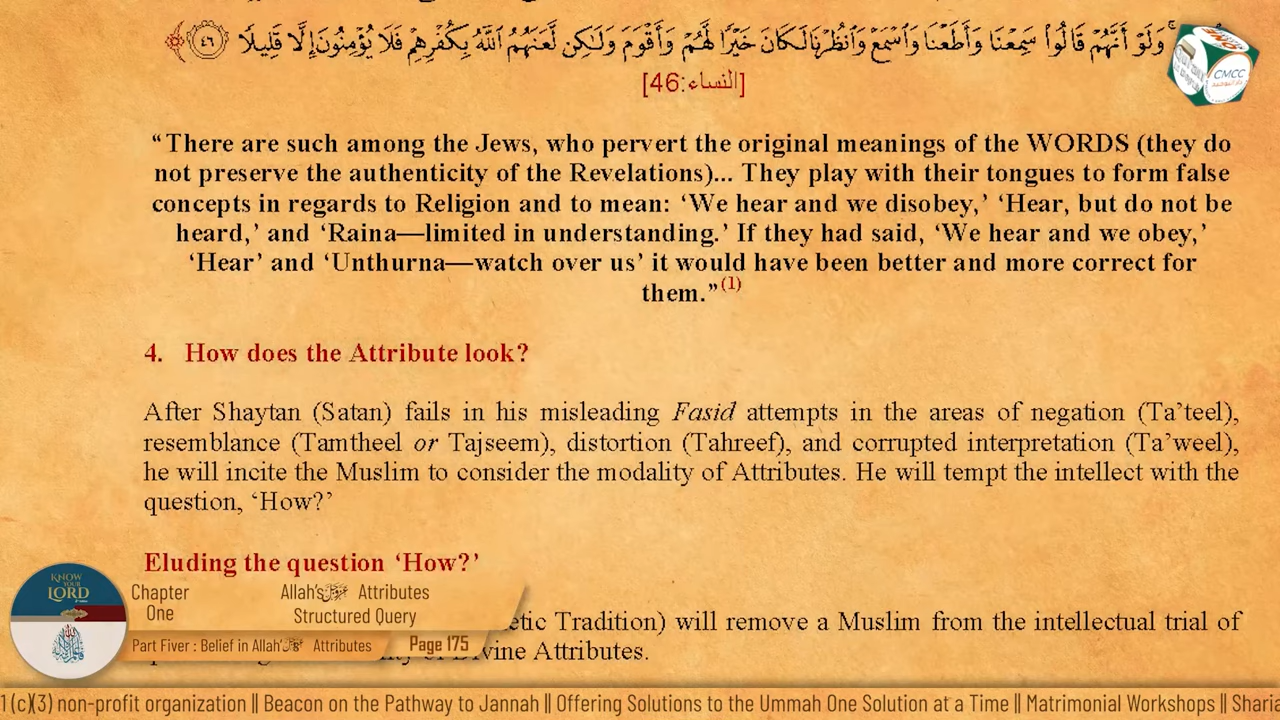 وَلَوْ أَنَّهُمْ قَالُوا۟ سَمِعْنَا وَأَطَعْنَا وَٱسْمَعْ وَٱنظُرْنَا لَكَانَ خَيْرًا لَّهُمْ وَأَقْوَمَ وَلَـٰكِن لَّعَنَهُمُ ٱللَّهُ بِكُفْرِهِمْ فَلَا يُؤْمِنُونَ إِلَّا قَلِيلًا ٤٦
CMCC
[النساء:46]
“There are such among the Jews, who pervert the original meanings of the WORDS (they do
not preserve the authenticity of the Revelations)... They play with their tongues to form false
concepts in regards to Religion and to mean: ‘We hear and we disobey,’ ‘Hear, but do not be
heard,’ and ‘Raina—limited in understanding.’ If they had said, ‘We hear and we obey,’
‘Hear’ and ‘Unthurna—watch over us’ it would have been better and more correct for
them.”(1)
4. How does the Attribute look?
After Shaytan (Satan) fails in his misleading Fasid attempts in the areas of negation (Ta’teel),
resemblance (Tamtheel or Tajseem), distortion (Tahreef), and corrupted interpretation (Ta’weel),
he will incite the Muslim to consider the modality of Attributes. He will tempt the intellect with the
question, ‘How?’
Eluding the question ‘How?’
Tradition) will remove a Muslim from the intellectual trial of
Divine Attributes.
KNOW YOUR LORD
Chapter One
Allah’s ﷻ Attributes
Structured Query
Part Fiver : Belief in Allah’s ﷻ Attributes
Page 175
1 (c)(3) non-profit organization || Beacon on the Pathway to Jannah || Offering Solutions to the Ummah One Solution at a Time || Matrimonial Workshops || Sharia